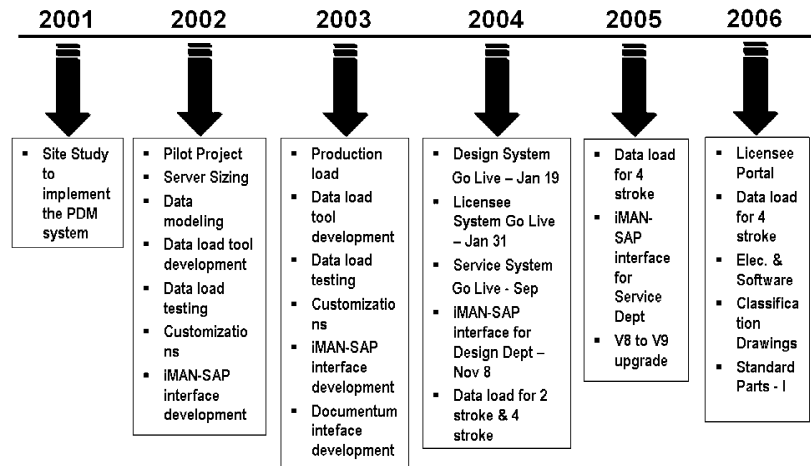 2001 2002 2003 2004 2005 2006
▪ Site Study
to
implement
the PDM
system
▪ Pilot Project
▪ Server Sizing
▪ Data
modeling
▪ Data load tool
development
▪ Data load
testing
▪ Customizatio
ns
▪ iMAN-SAP
interface
development
▪ Production
load
▪ Data load
tool
development
▪ Data load
testing
▪ Customizatio
ns
▪ iMAN-SAP
interface
development
▪ Documentum
inteface
development
▪ Design System
Go Live – Jan 19
▪ Licensee
System Go Live
– Jan 31
▪ Service System
Go Live - Sep
▪ iMAN-SAP
interface for
Design Dept –
Nov 8
▪ Data load for 2
stroke & 4
stroke
▪ Data load
for 4
stroke
▪ iMAN-
SAP
interface
for
Service
Dept
▪ V8 to V9
upgrade
▪ Licensee
Portal
▪ Data load
for 4
stroke
▪ Elec. &
Software
▪ Classifica
tion
Drawings
▪ Standard
Parts - I